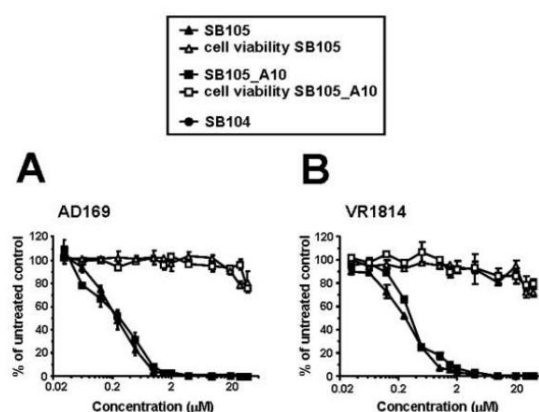 SB105
cell viability SB105
SB105_A10
cell viability SB105_A10
SB104
A
B
AD169
VR1814
% of untreated control
120
100
80
60
40
20
0
0.02
0.2
2
20
Concentration (µM)
% of untreated control
120
100
80
60
40
20
0
0.02
0.2
2
20
Concentration (µM)